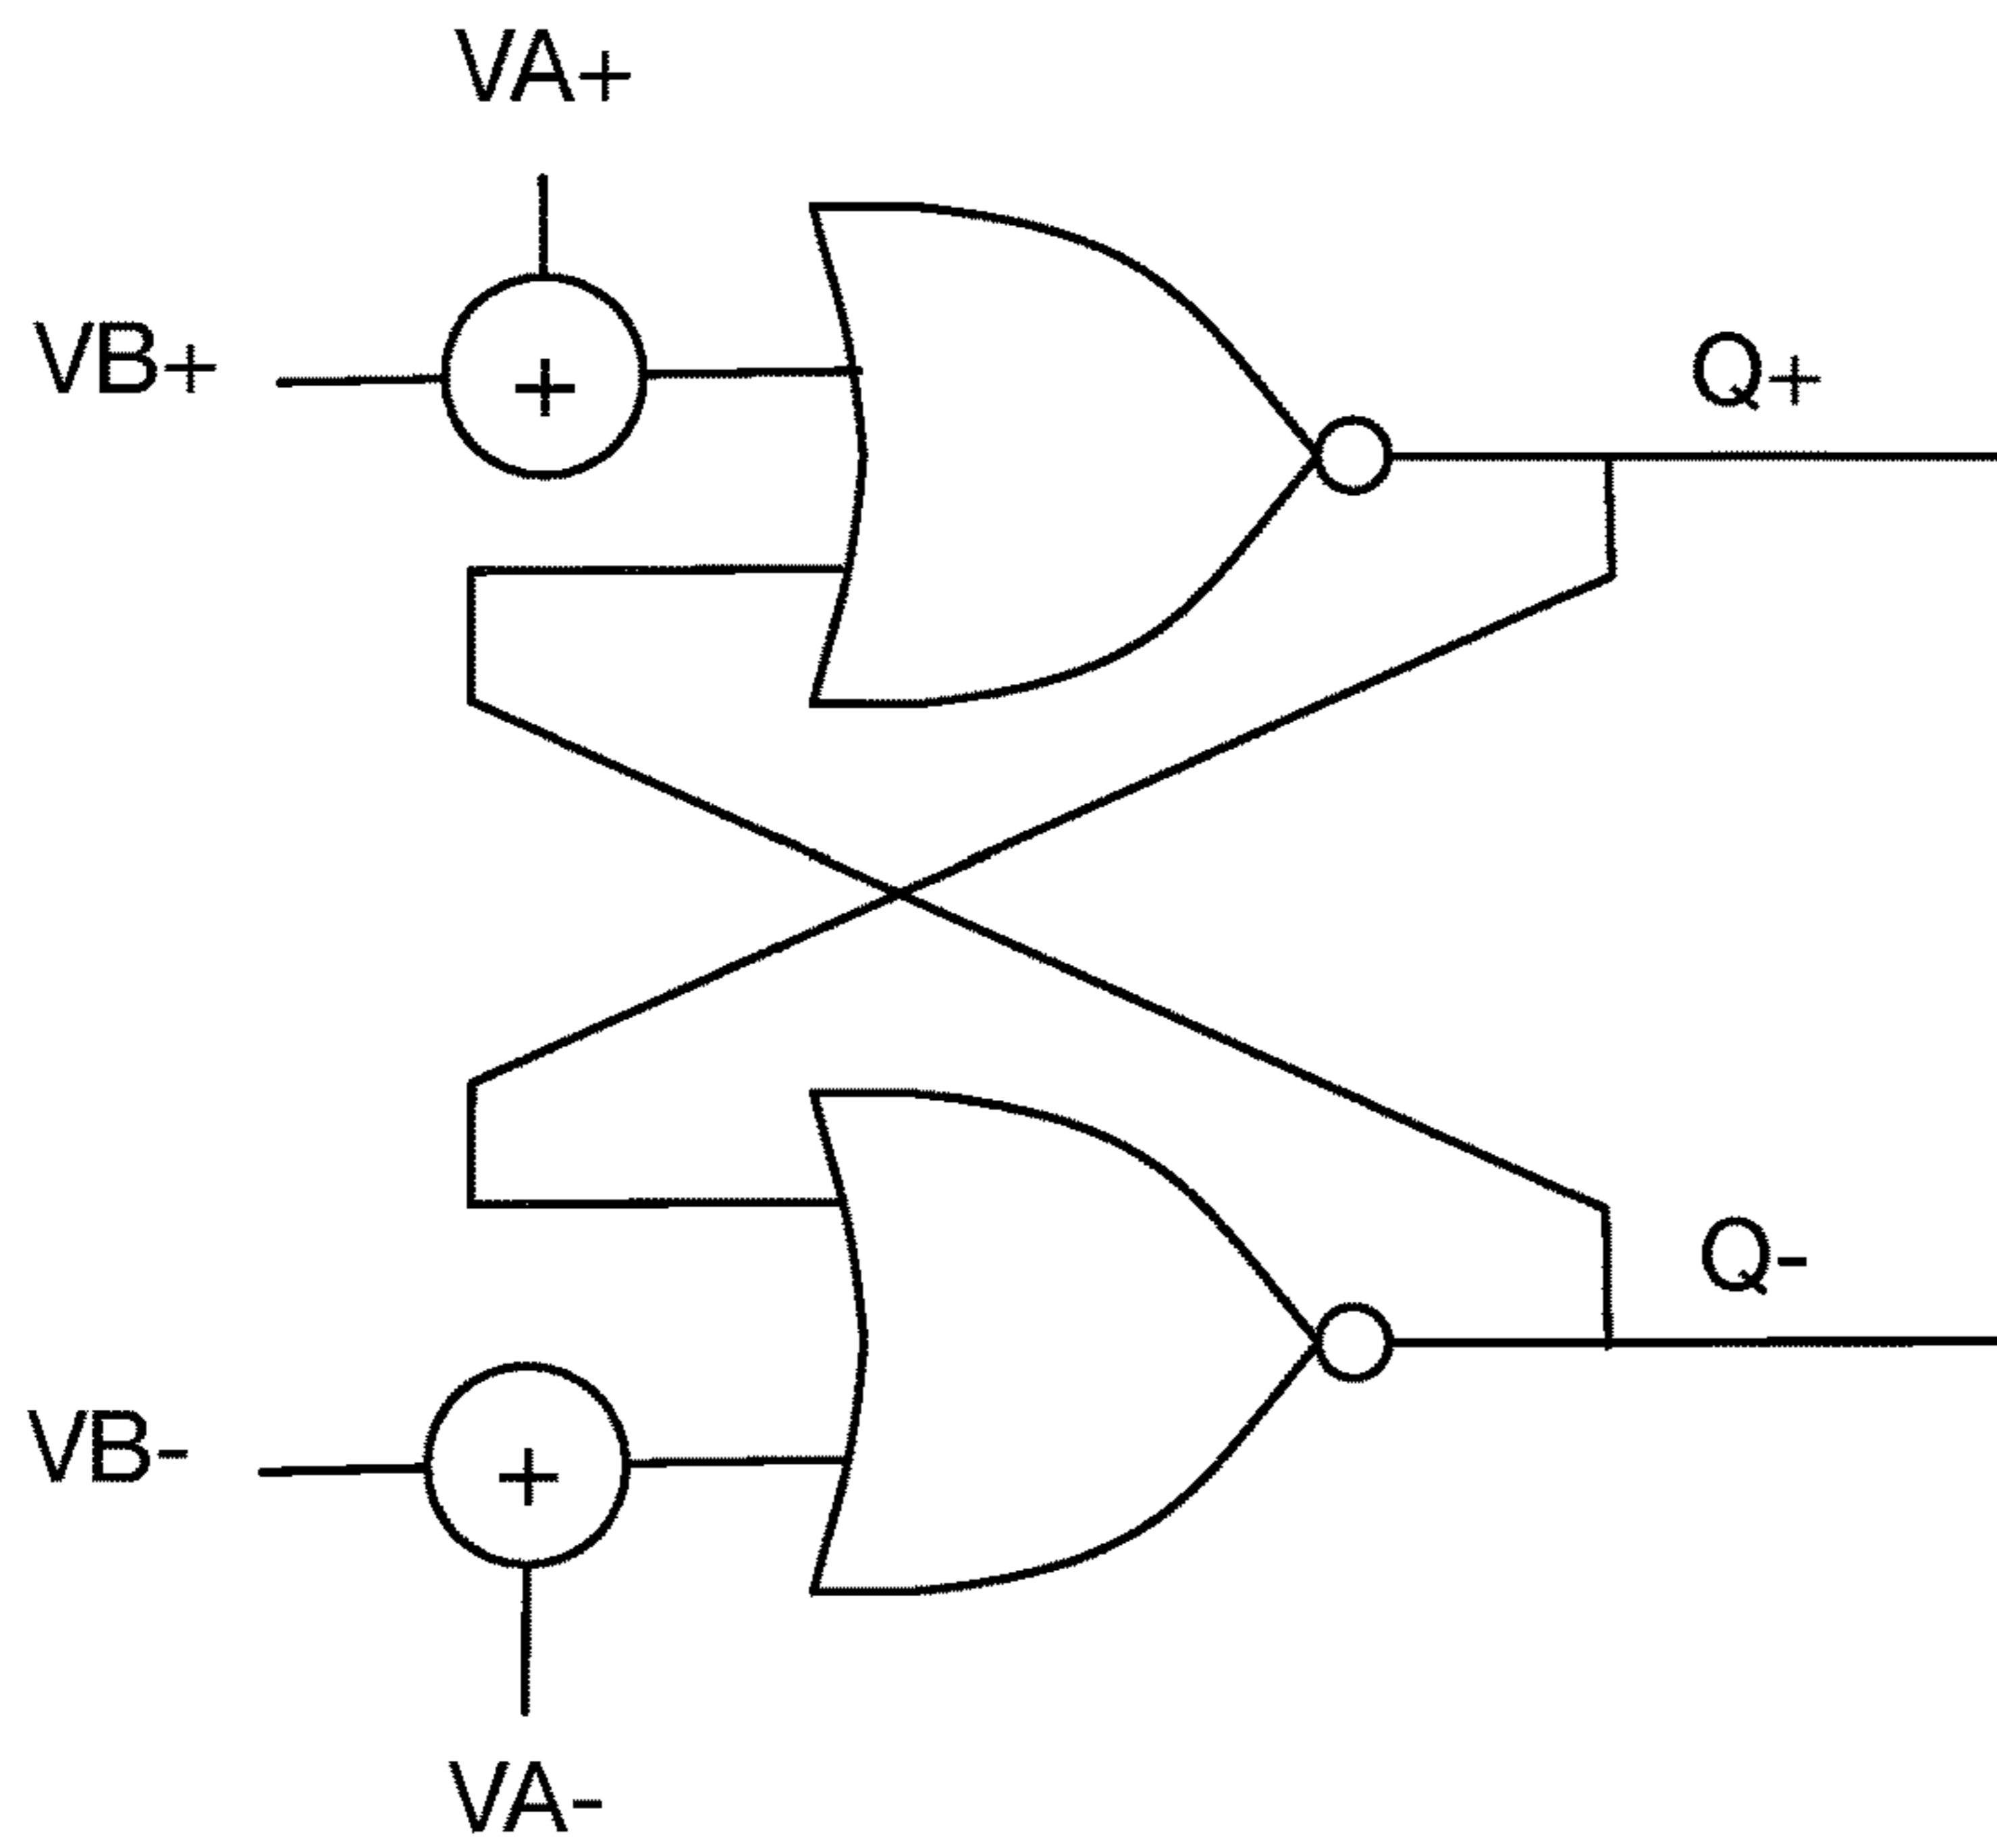 VA+
VB+
+
Q+
Q-
VB-
+
VA-